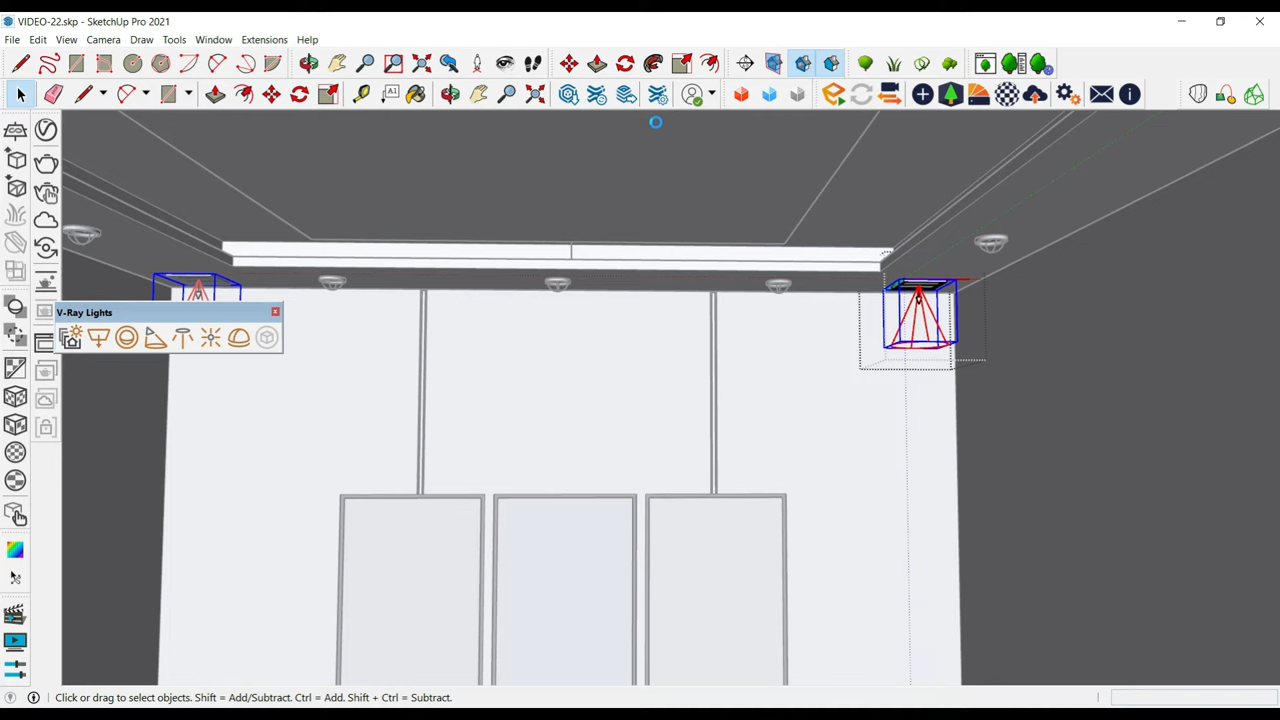 VIDEO-22.skp - SketchUp Pro 2021
File Edit View Camera Draw Tools Window Extensions Help
V-Ray Lights
Click or drag to select objects. Shift = Add/Subtract. Ctrl = Add. Shift + Ctrl = Subtract.